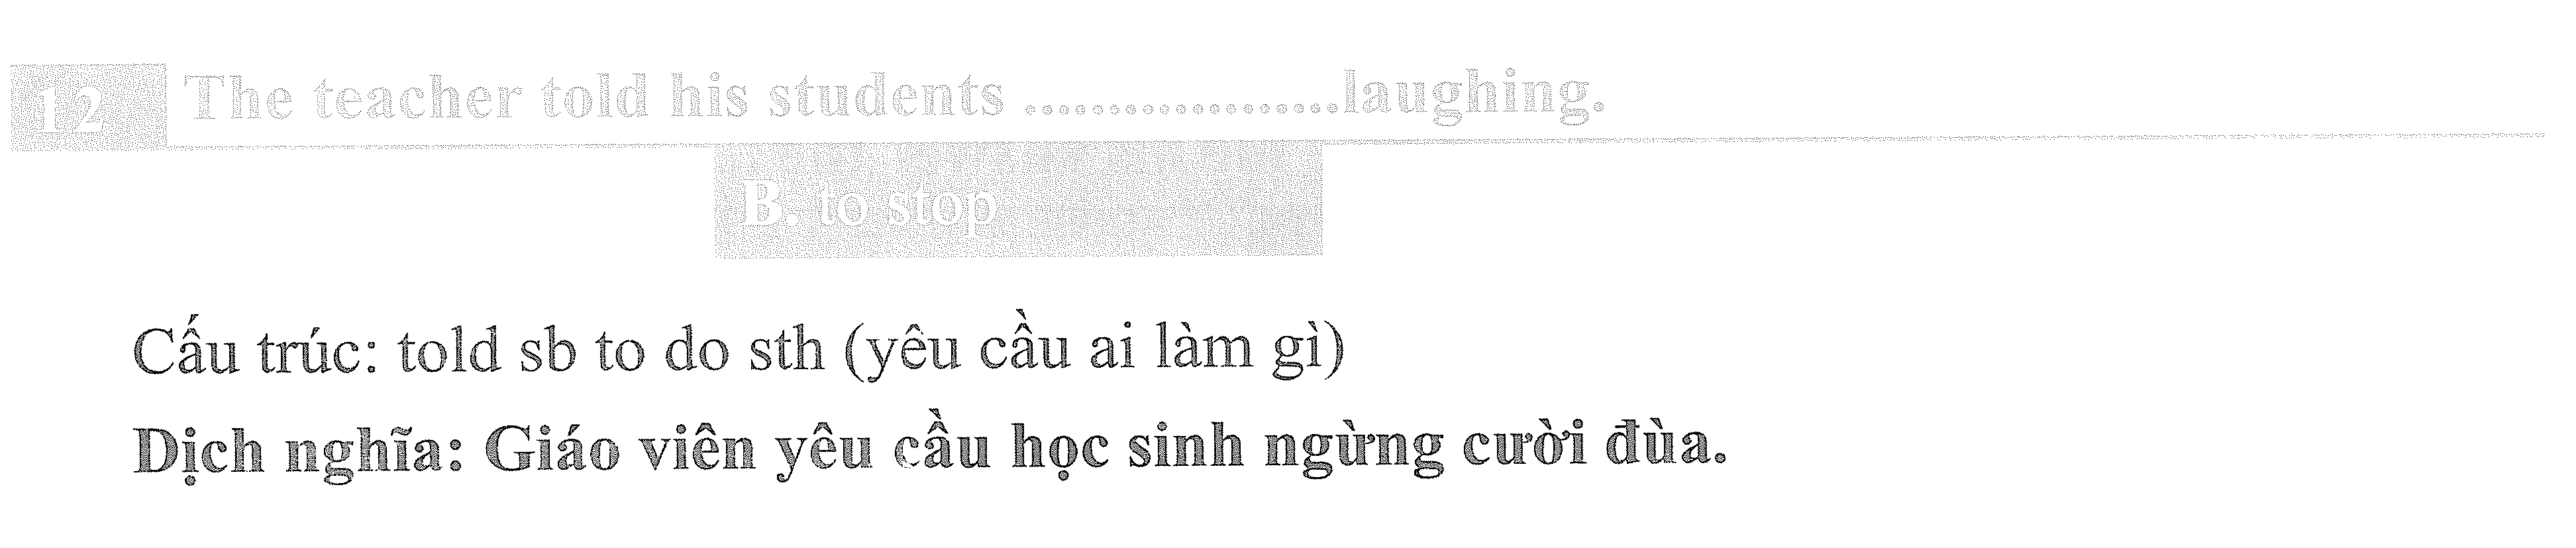 12 The teacher told his students ...................laughing.
B. to stop
Cấu trúc: told sb to do sth (yêu cầu ai làm gì)
Dịch nghĩa: Giáo viên yêu cầu học sinh ngừng cười đùa.